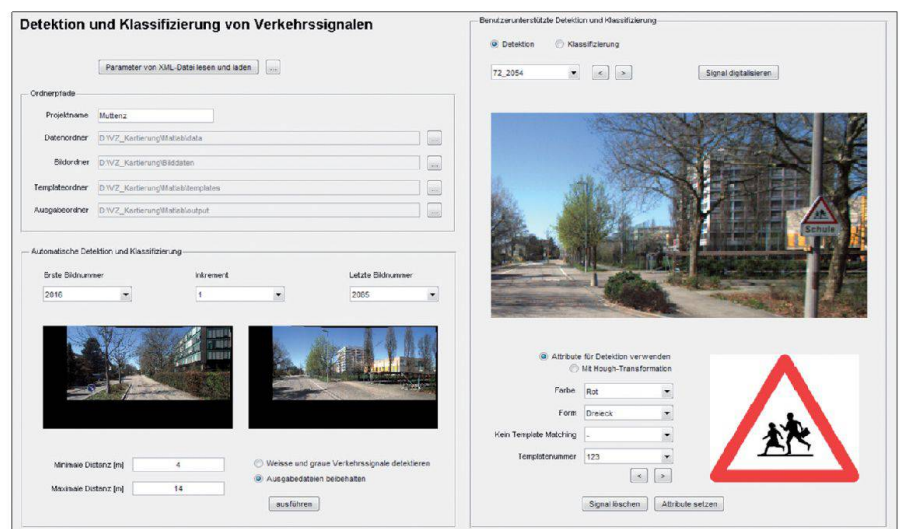 Detektion und Klassifizierung von Verkehrssignalen
Parameter von XML-Datei lesen und laden ...
Ordnerpfade
Projektname Muttenz
Datenordner D:\VZ_Kartierung\Matlab\data ...
Bildordner D:\VZ_Kartierung\Bilddaten ...
Templateordner D:\VZ_Kartierung\Matlab\templates ...
Ausgabeordner D:\VZ_Kartierung\Matlab\output ...
Automatische Detektion und Klassifizierung
Erste Bildnummer Inkrement Letzte Bildnummer
2016 1 2085
Minimale Distanz [m] 4
Maximale Distanz [m] 14
Weisse und graue Verkehrssignale detektieren
Ausgabedateien beibehalten
ausführen
Benutzerunterstützte Detektion und Klassifizierung
Detektion Klassifizierung
72_2054 < > Signal digitalisieren
Schule
Attribute für Detektion verwenden
Mit Hough-Transformation
Farbe Rot
Form Dreieck
Kein Template Matching -
Templatenummer 123
< >
Signal löschen Attribute setzen